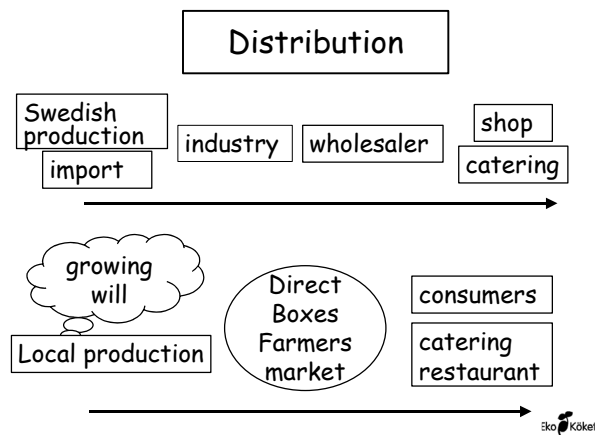 Distribution
Swedish
production
import
industry
wholesaler
shop
catering
growing
will
Local production
Direct
Boxes
Farmers
market
consumers
catering
restaurant
Eko Köket